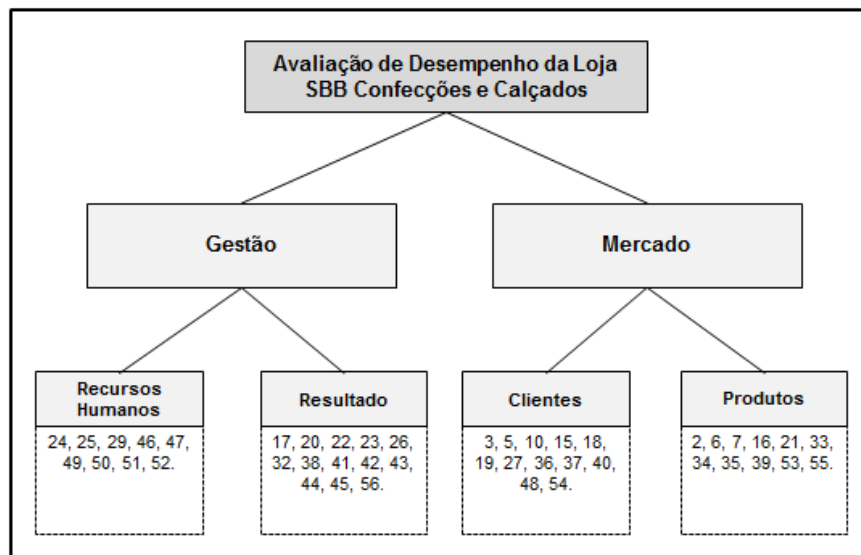 Avaliação de Desempenho da Loja
SBB Confecções e Calçados
Gestão
Mercado
Recursos
Humanos
24, 25, 29, 46, 47,
49, 50, 51, 52.
Resultado
17, 20, 22, 23, 26,
32, 38, 41, 42, 43,
44, 45, 56.
Clientes
3, 5, 10, 15, 18,
19, 27, 36, 37, 40,
48, 54.
Produtos
2, 6, 7, 16, 21, 33,
34, 35, 39, 53, 55.